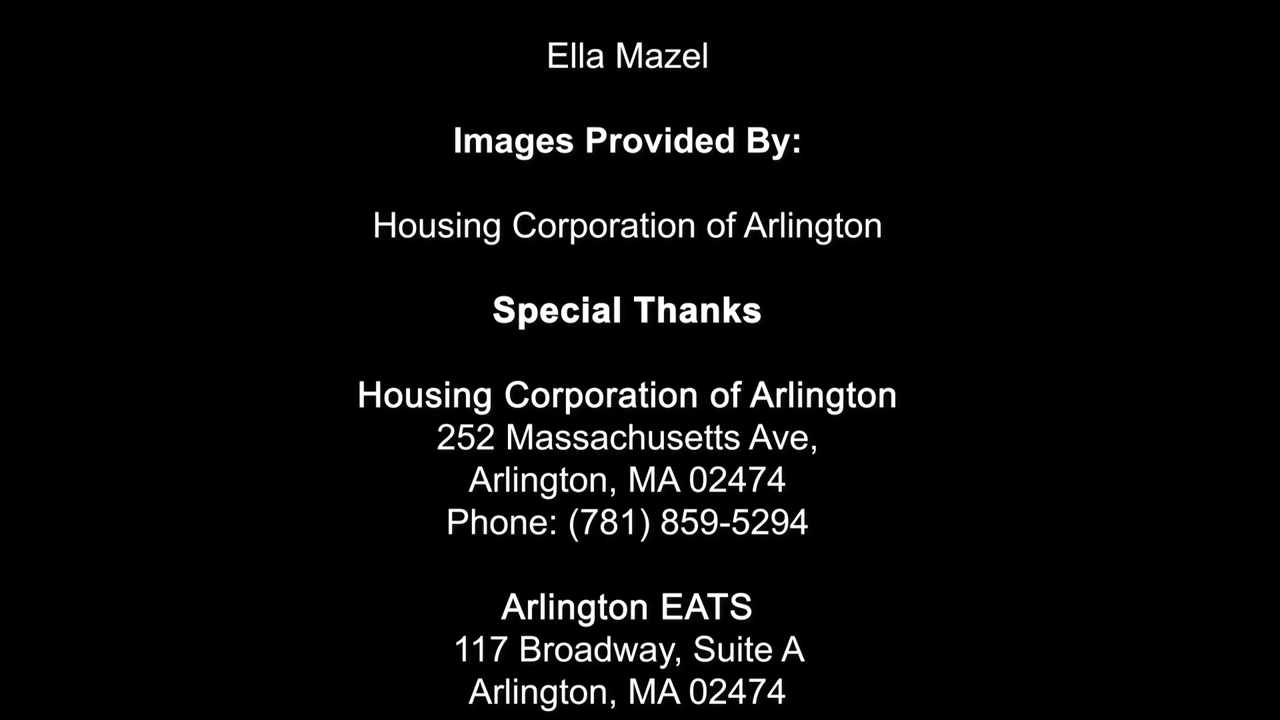 Ella Mazel
Images Provided By:
Housing Corporation of Arlington
Special Thanks
Housing Corporation of Arlington
252 Massachusetts Ave,
Arlington, MA 02474
Phone: (781) 859-5294
Arlington EATS
117 Broadway, Suite A
Arlington, MA 02474